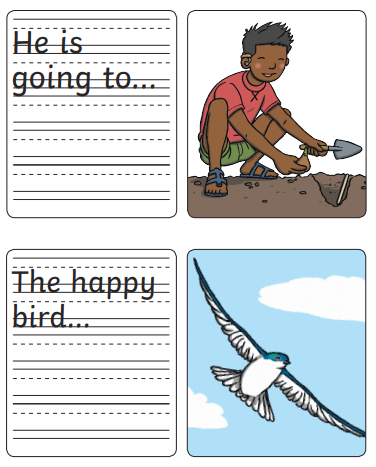 He is
going to...
The happy
bird...